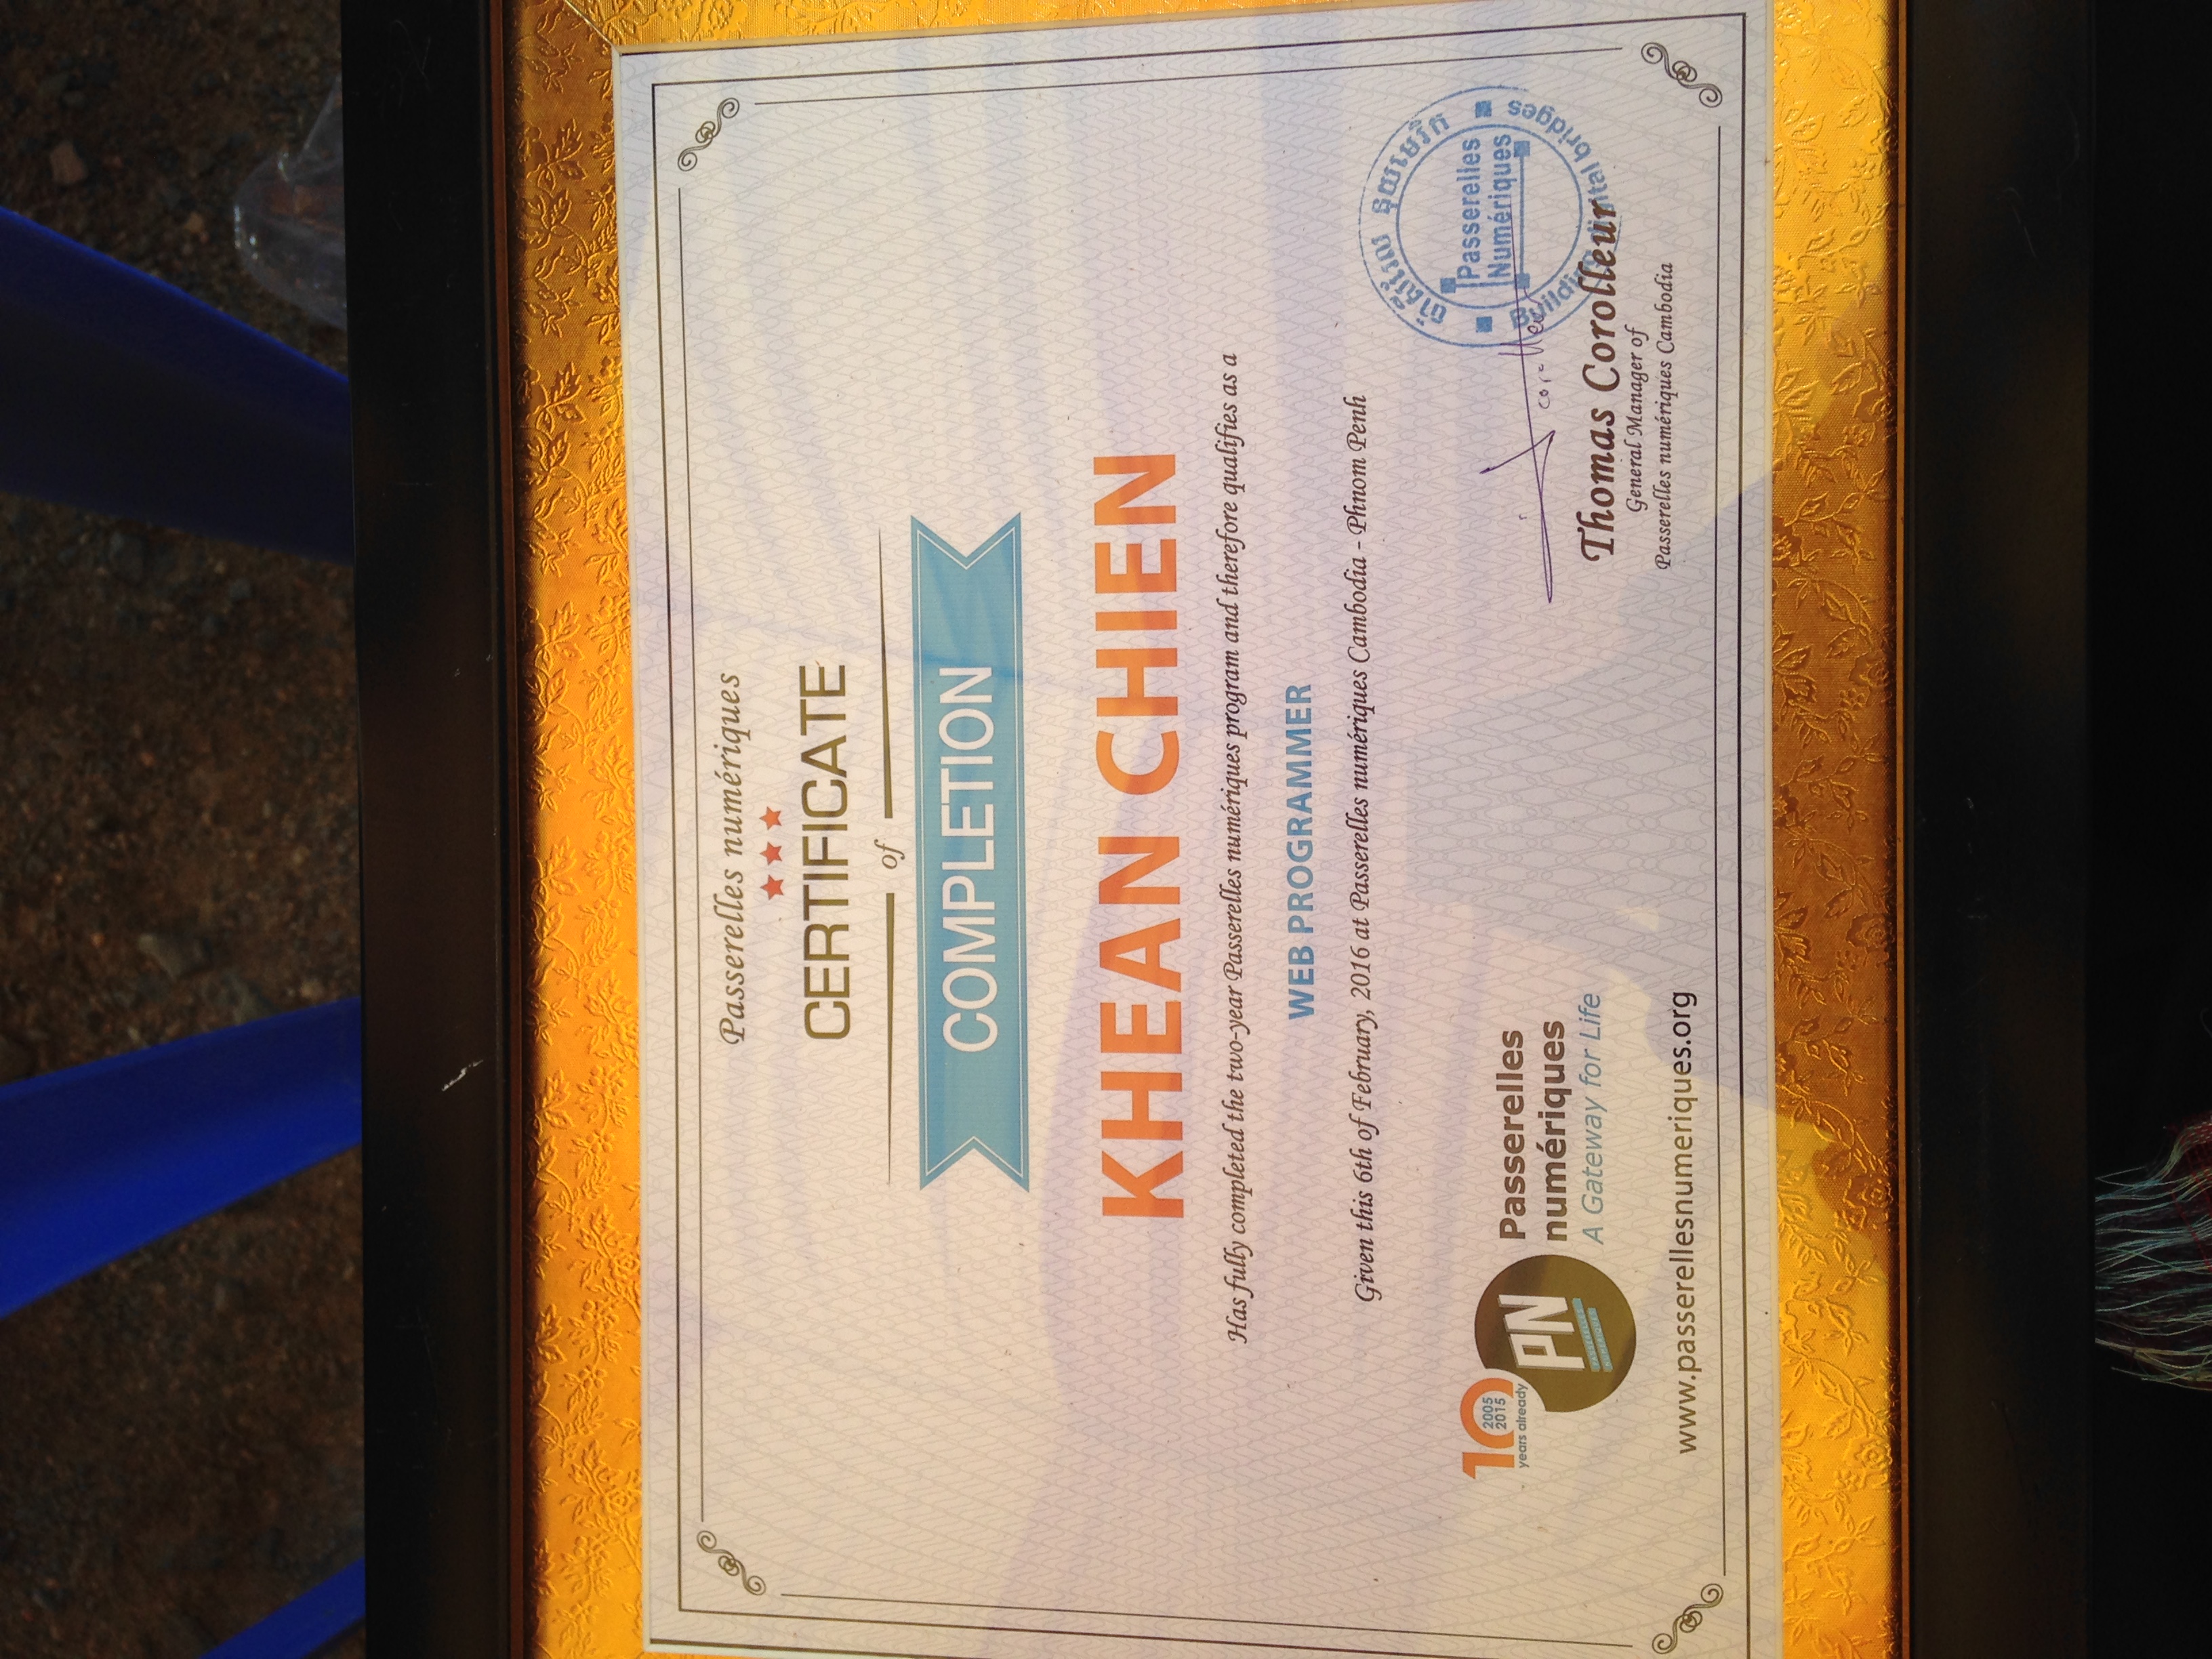 Passerelles numériques
CERTIFICATE
of
COMPLETION
KHEAN CHIEN
Has fully completed the two-year Passerelles numériques program and therefore qualifies as a
WEB PROGRAMMER
Given this 6th of February, 2016 at Passerelles numériques Cambodia - Phnom Penh
10
2005
2015
years already
PN
PASSERELLES
NUMERIQUES
Passerelles
numériques
A Gateway for Life
www.passerellesnumeriques.org
Passerelles
Numériques
Building digital bridges
Thomas Corolleur
General Manager of
Passerelles numériques Cambodia